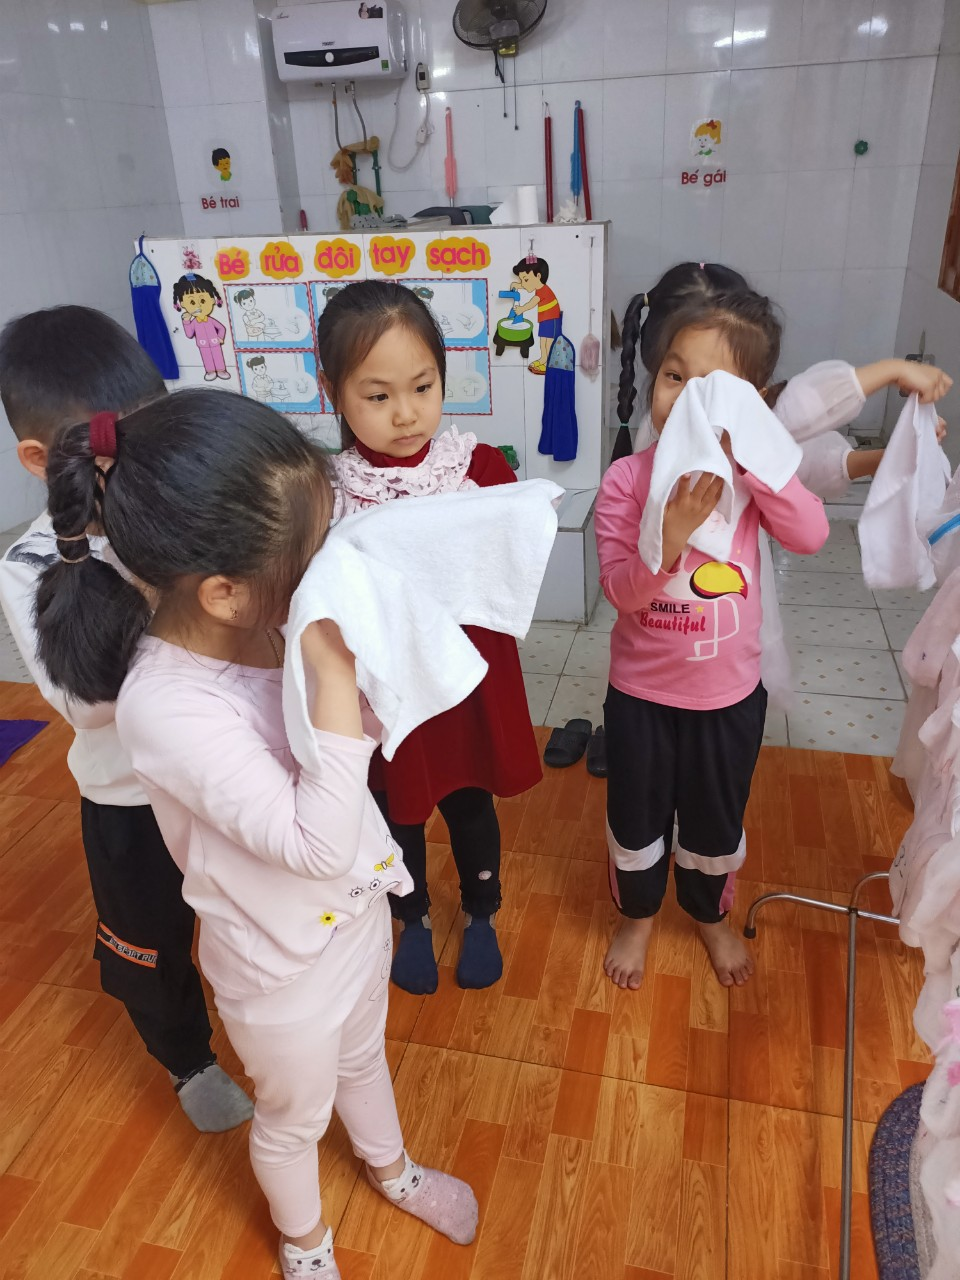 Bé trai
Bé gái
Bé rửa đôi tay sạch
SMILE
Beautiful